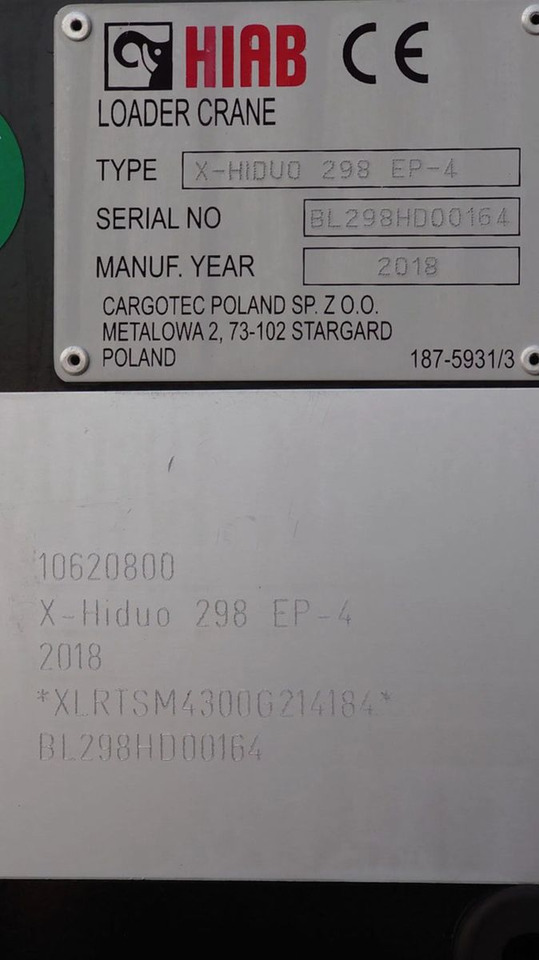 HIAB CE
LOADER CRANE
TYPE X-HIDUO 298 EP-4
SERIAL NO BL298HD00164
MANUF. YEAR 2018
CARGOTEC POLAND SP. Z O.O.
METALOWA 2, 73-102 STARGARD
POLAND 187-5931/3
10620800
X-Hiduo 298 EP-4
2018
*XLRTSM4300G214184*
BL298HD00164